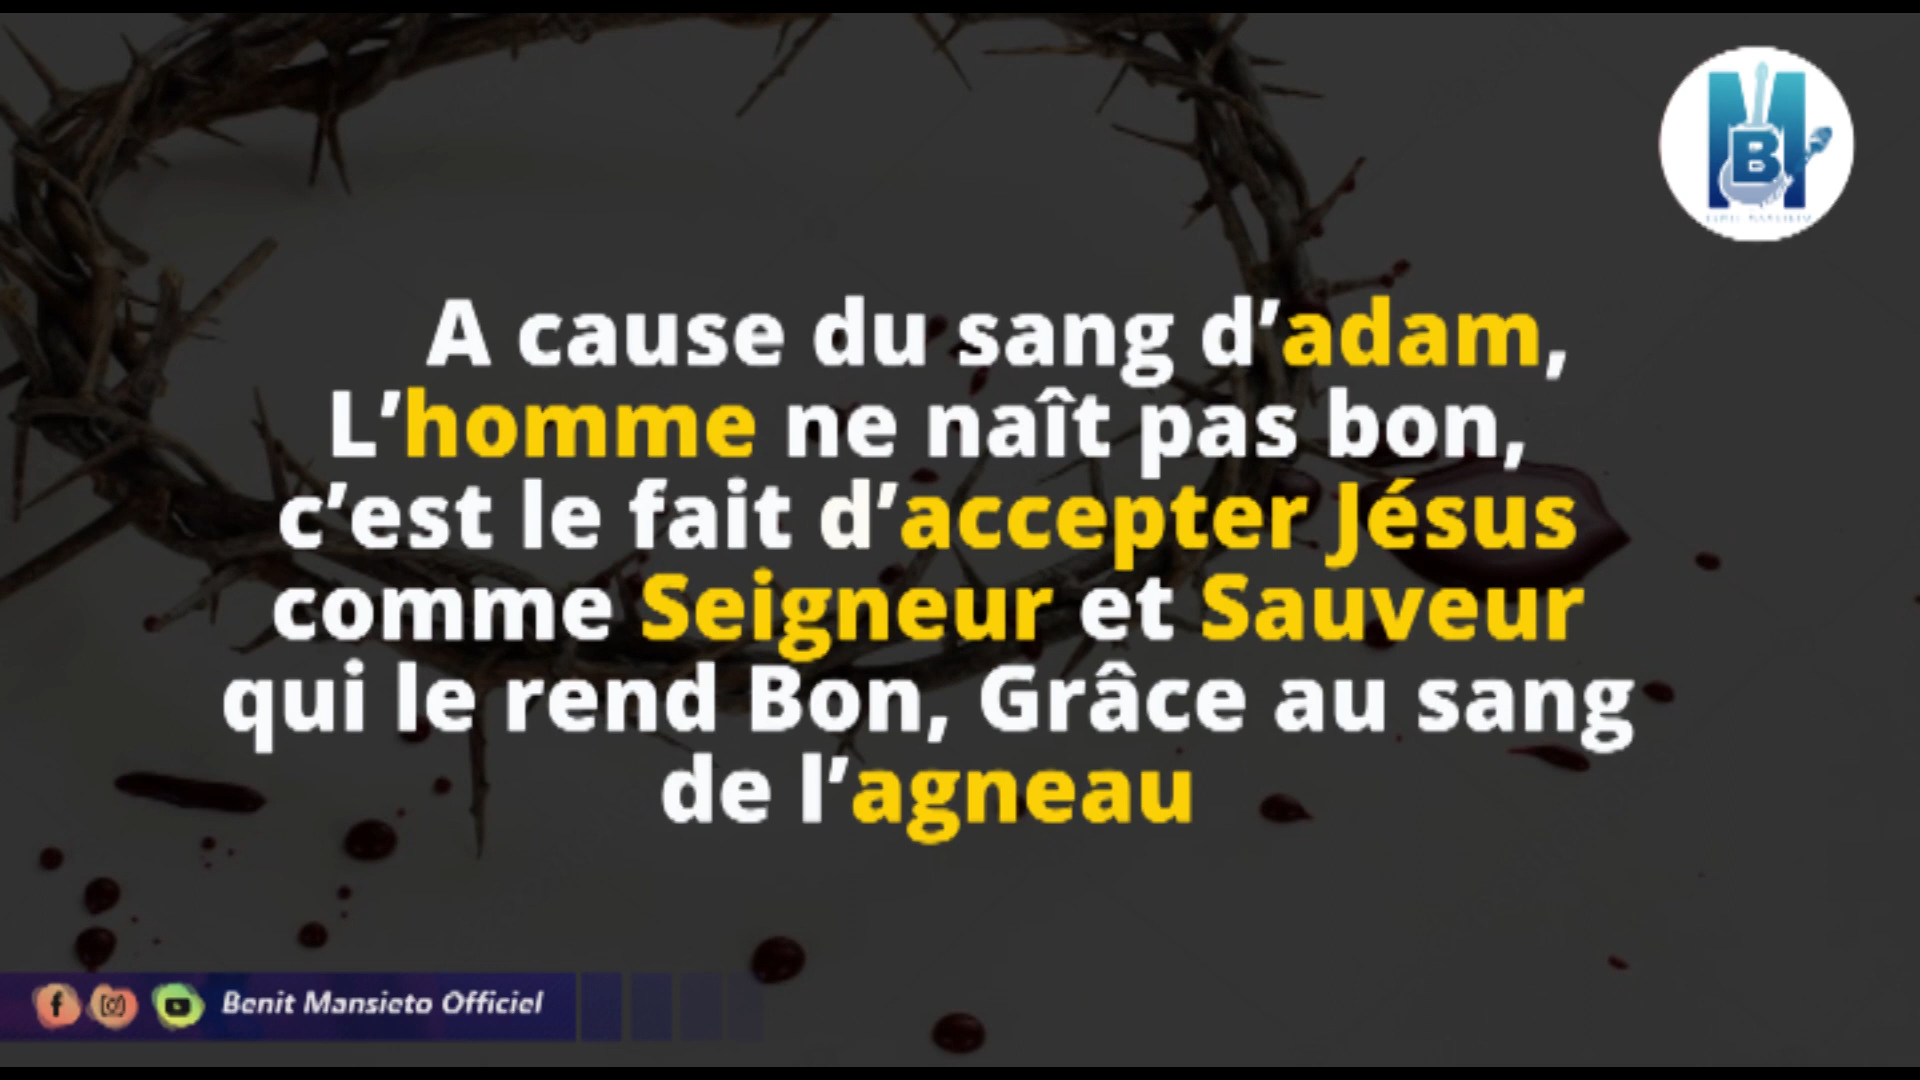 A cause du sang d’adam,
L’homme ne naît pas bon,
c’est le fait d’accepter Jésus
comme Seigneur et Sauveur
qui le rend Bon, Grâce au sang
de l’agneau
MB
Benit Mansieto Officiel